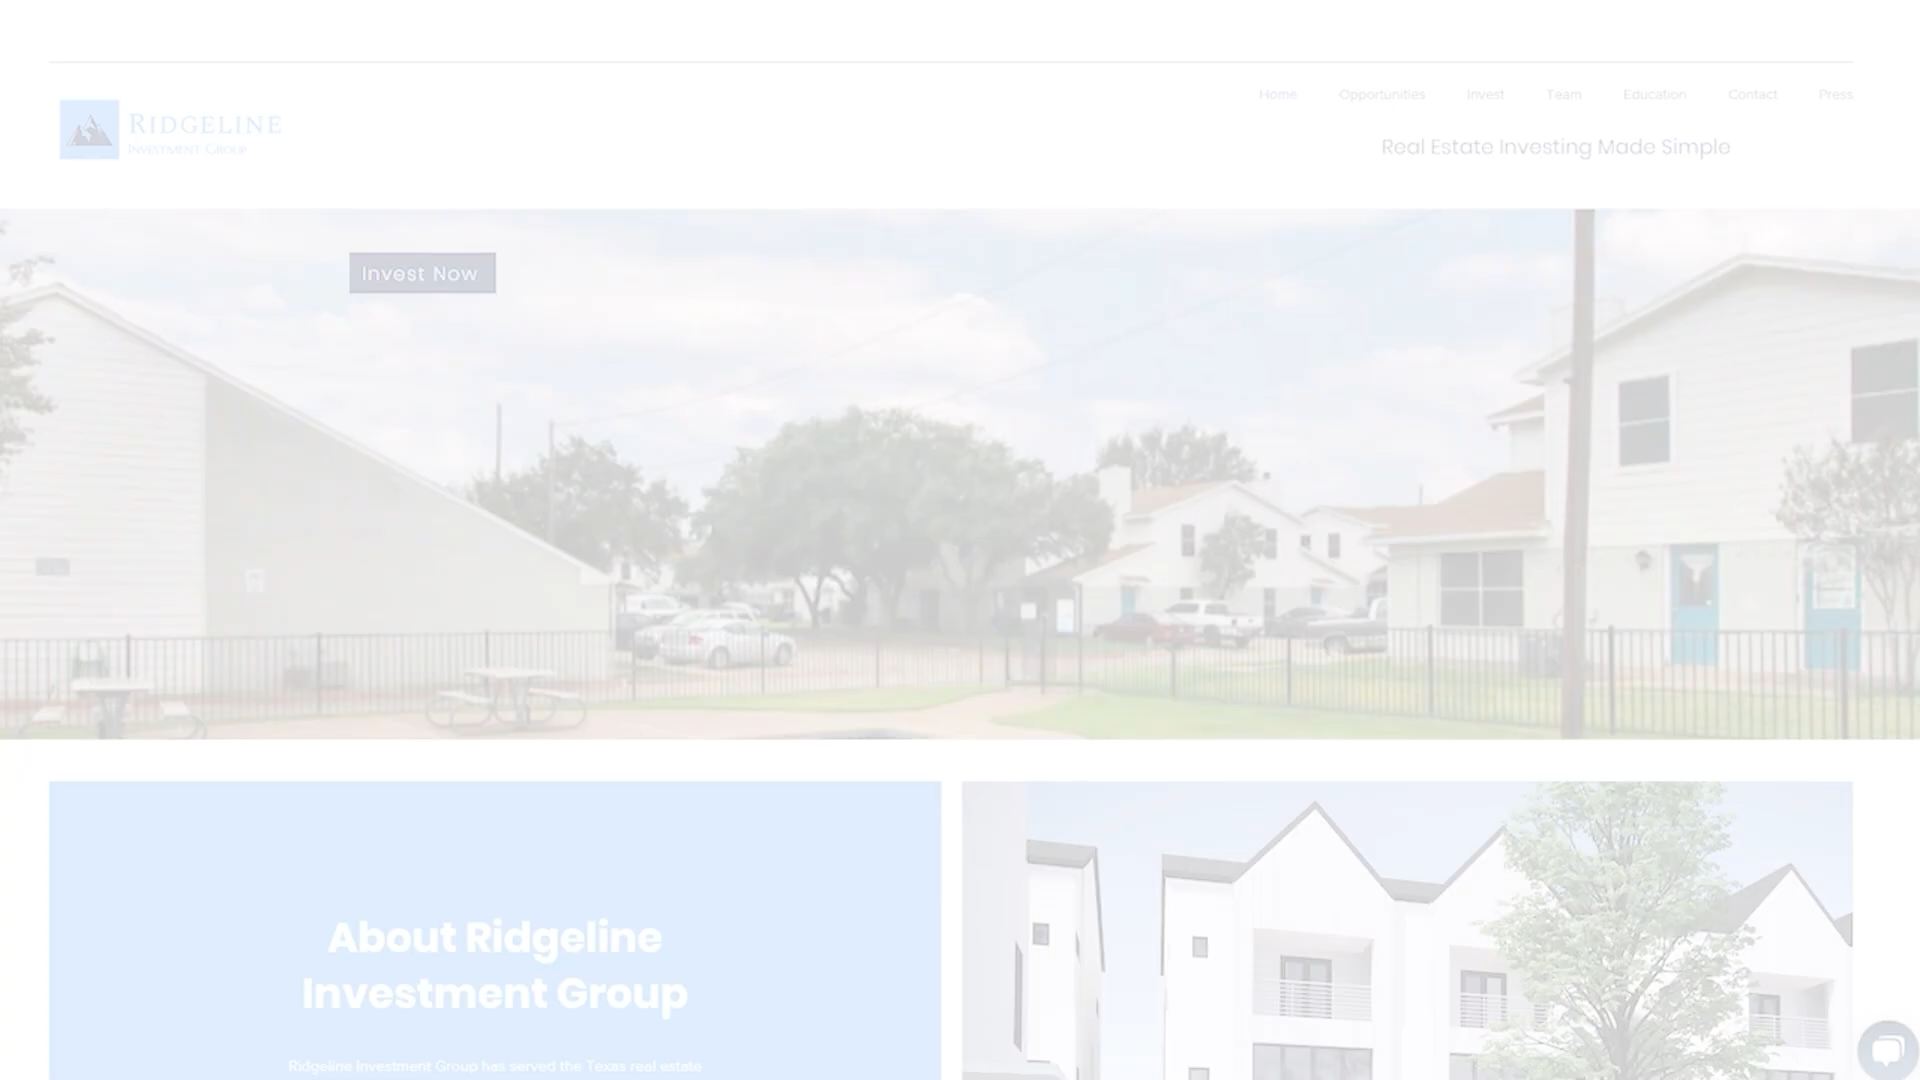 Home Opportunities Invest Team Education Contact Press
RIDGELINE
INVESTMENT GROUP
Real Estate Investing Made Simple
Invest Now
About Ridgeline
Investment Group
Ridgeline Investment Group has served the Texas real estate